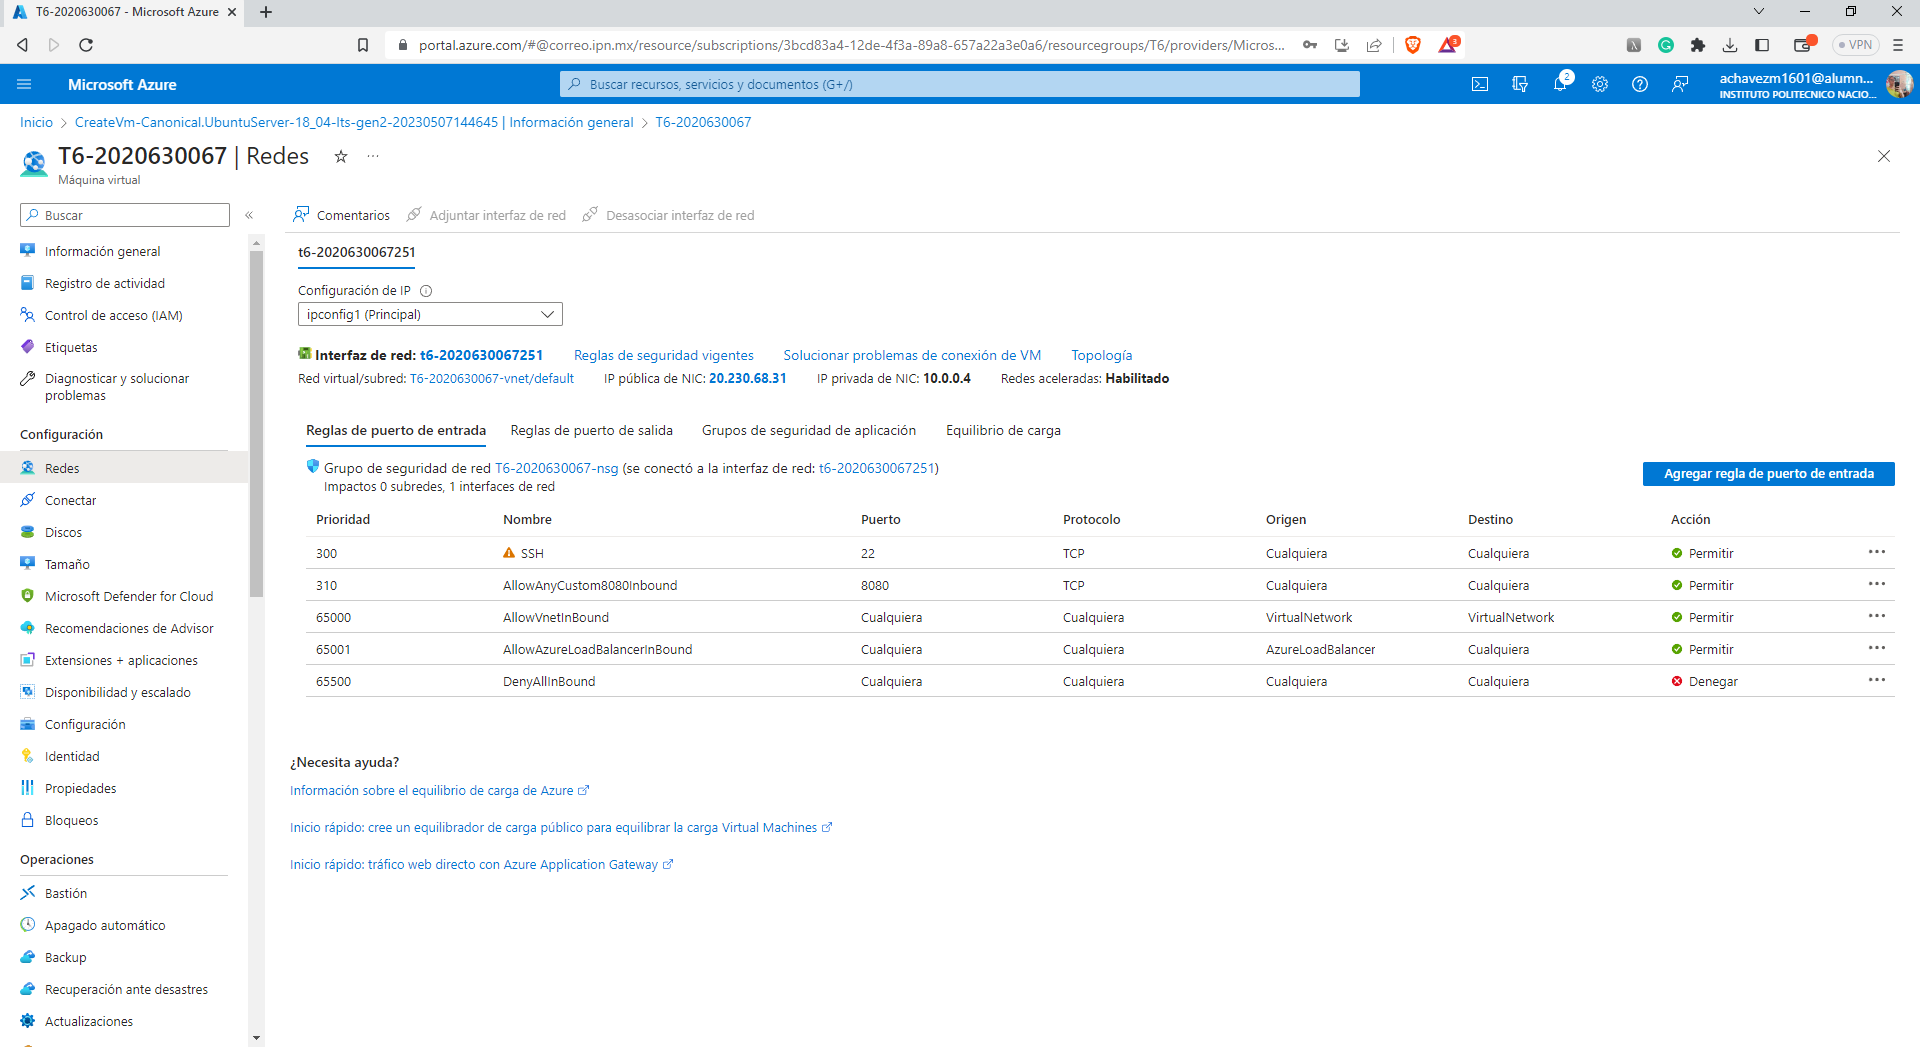 T6-2020630067 - Microsoft Azure
portal.azure.com/#@correo.ipn.mx/resource/subscriptions/3bcd83a4-12de-4f3a-89a8-657a22a3e0a6/resourcegroups/T6/providers/Micros...
3
VPN
Microsoft Azure
Buscar recursos, servicios y documentos (G+/)
2
achavezm1601@alumn...
INSTITUTO POLITECNICO NACIO...
Inicio > CreateVm-Canonical.UbuntuServer-18_04-lts-gen2-20230507144645 | Información general > T6-2020630067
T6-2020630067 | Redes
Máquina virtual
Buscar
Información general
Registro de actividad
Control de acceso (IAM)
Etiquetas
Diagnosticar y solucionar
problemas
Configuración
Redes
Conectar
Discos
Tamaño
Microsoft Defender for Cloud
Recomendaciones de Advisor
Extensiones + aplicaciones
Disponibilidad y escalado
Configuración
Identidad
Propiedades
Bloqueos
Operaciones
Bastión
Apagado automático
Backup
Recuperación ante desastres
Actualizaciones
Comentarios Adjuntar interfaz de red Desasociar interfaz de red
t6-2020630067251
Configuración de IP
ipconfig1 (Principal)
Interfaz de red: t6-2020630067251 Reglas de seguridad vigentes Solucionar problemas de conexión de VM Topología
Red virtual/subred: T6-2020630067-vnet/default IP pública de NIC: 20.230.68.31 IP privada de NIC: 10.0.0.4 Redes aceleradas: Habilitado
Reglas de puerto de entrada Reglas de puerto de salida Grupos de seguridad de aplicación Equilibrio de carga
Grupo de seguridad de red T6-2020630067-nsg (se conectó a la interfaz de red: t6-2020630067251)
Impactos 0 subredes, 1 interfaces de red
Agregar regla de puerto de entrada
Prioridad Nombre Puerto Protocolo Origen Destino Acción
300 SSH 22 TCP Cualquiera Cualquiera Permitir
310 AllowAnyCustom8080Inbound 8080 TCP Cualquiera Cualquiera Permitir
65000 AllowVnetInBound Cualquiera Cualquiera VirtualNetwork VirtualNetwork Permitir
65001 AllowAzureLoadBalancerInBound Cualquiera Cualquiera AzureLoadBalancer Cualquiera Permitir
65500 DenyAllInBound Cualquiera Cualquiera Cualquiera Cualquiera Denegar
¿Necesita ayuda?
Información sobre el equilibrio de carga de Azure
Inicio rápido: cree un equilibrador de carga público para equilibrar la carga Virtual Machines
Inicio rápido: tráfico web directo con Azure Application Gateway